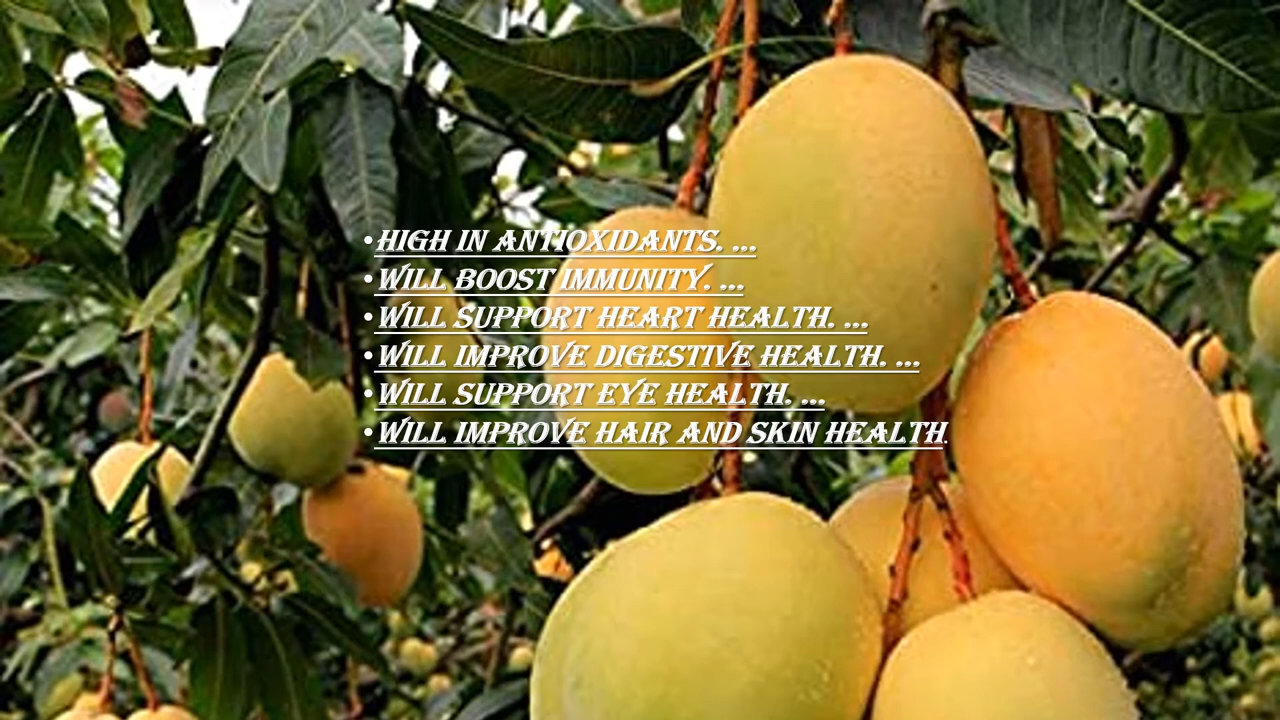 •HIGH IN ANTIOXIDANTS. ...
•WILL BOOST IMMUNITY. ...
•WILL SUPPORT HEART HEALTH. ...
•WILL IMPROVE DIGESTIVE HEALTH. ...
•WILL SUPPORT EYE HEALTH. ...
•WILL IMPROVE HAIR AND SKIN HEALTH.